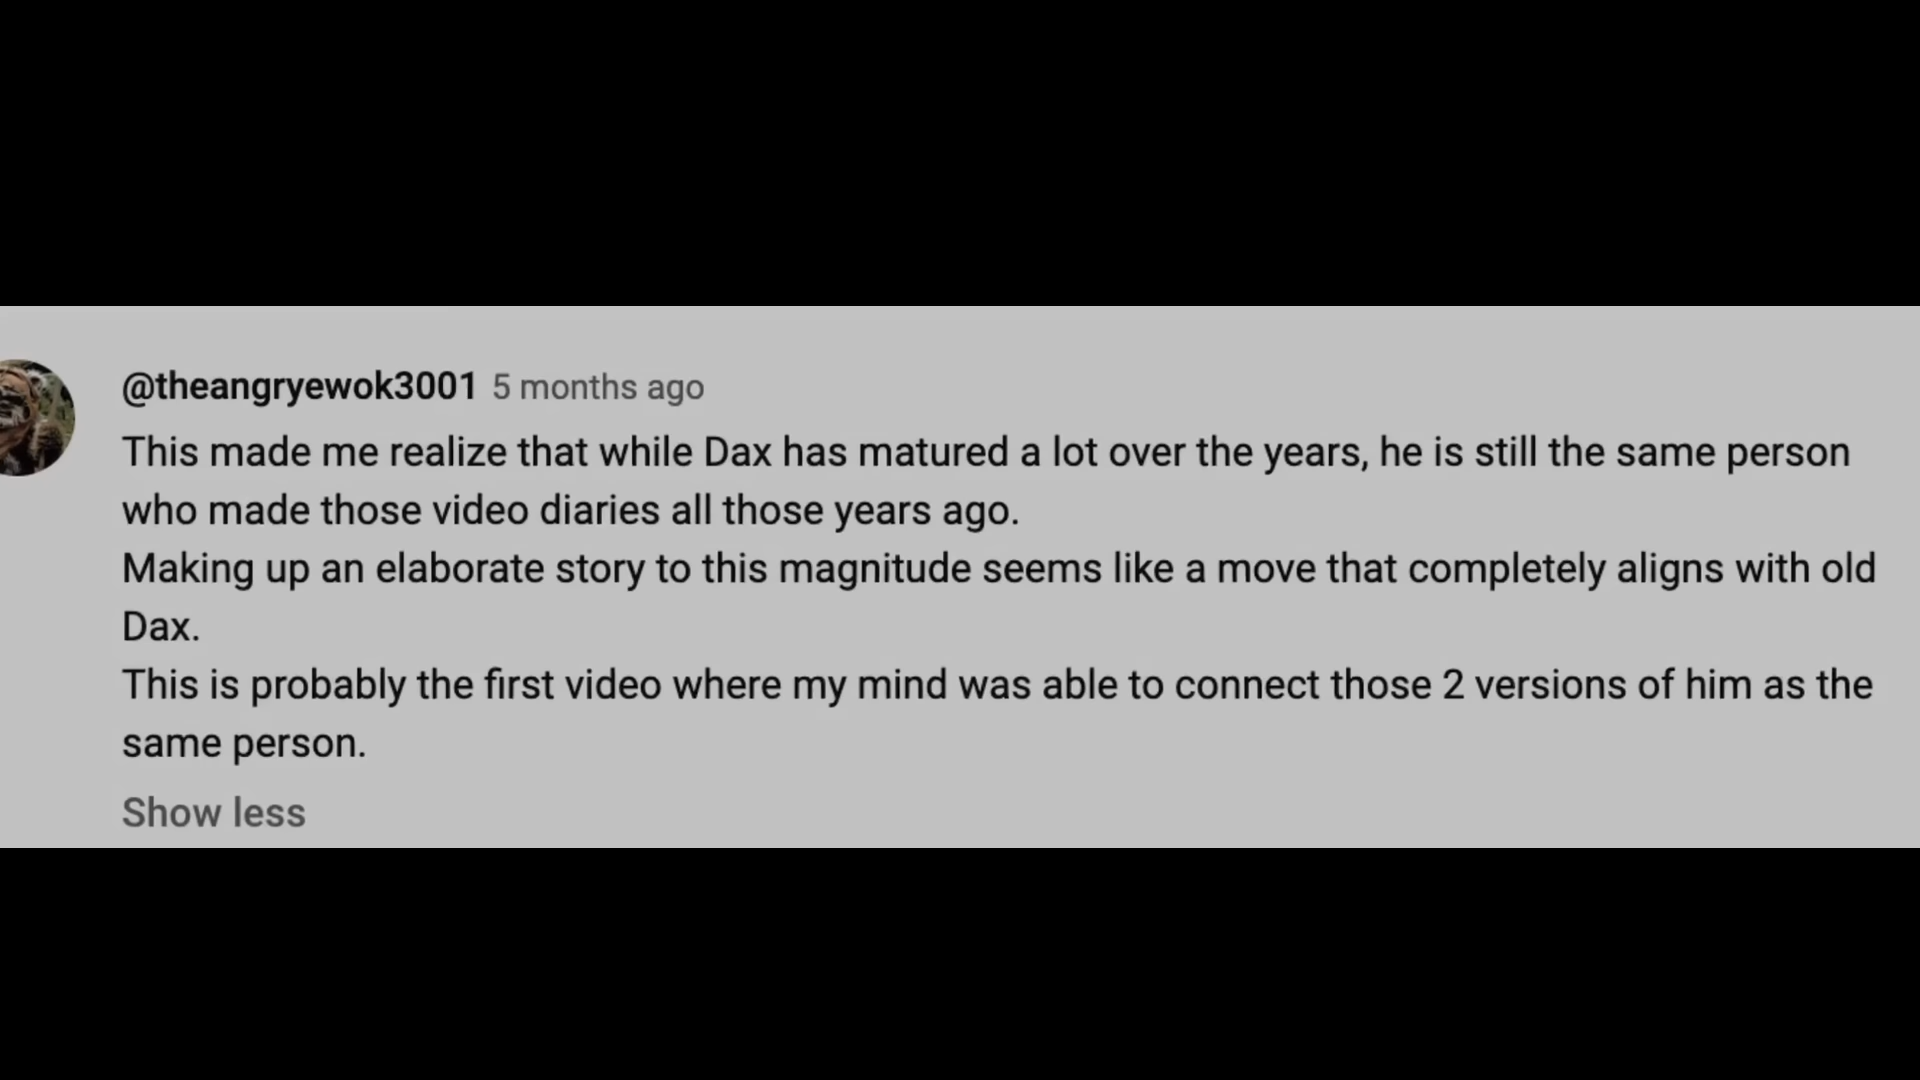 @theangryewok3001 5 months ago
This made me realize that while Dax has matured a lot over the years, he is still the same person
who made those video diaries all those years ago.
Making up an elaborate story to this magnitude seems like a move that completely aligns with old
Dax.
This is probably the first video where my mind was able to connect those 2 versions of him as the
same person.
Show less